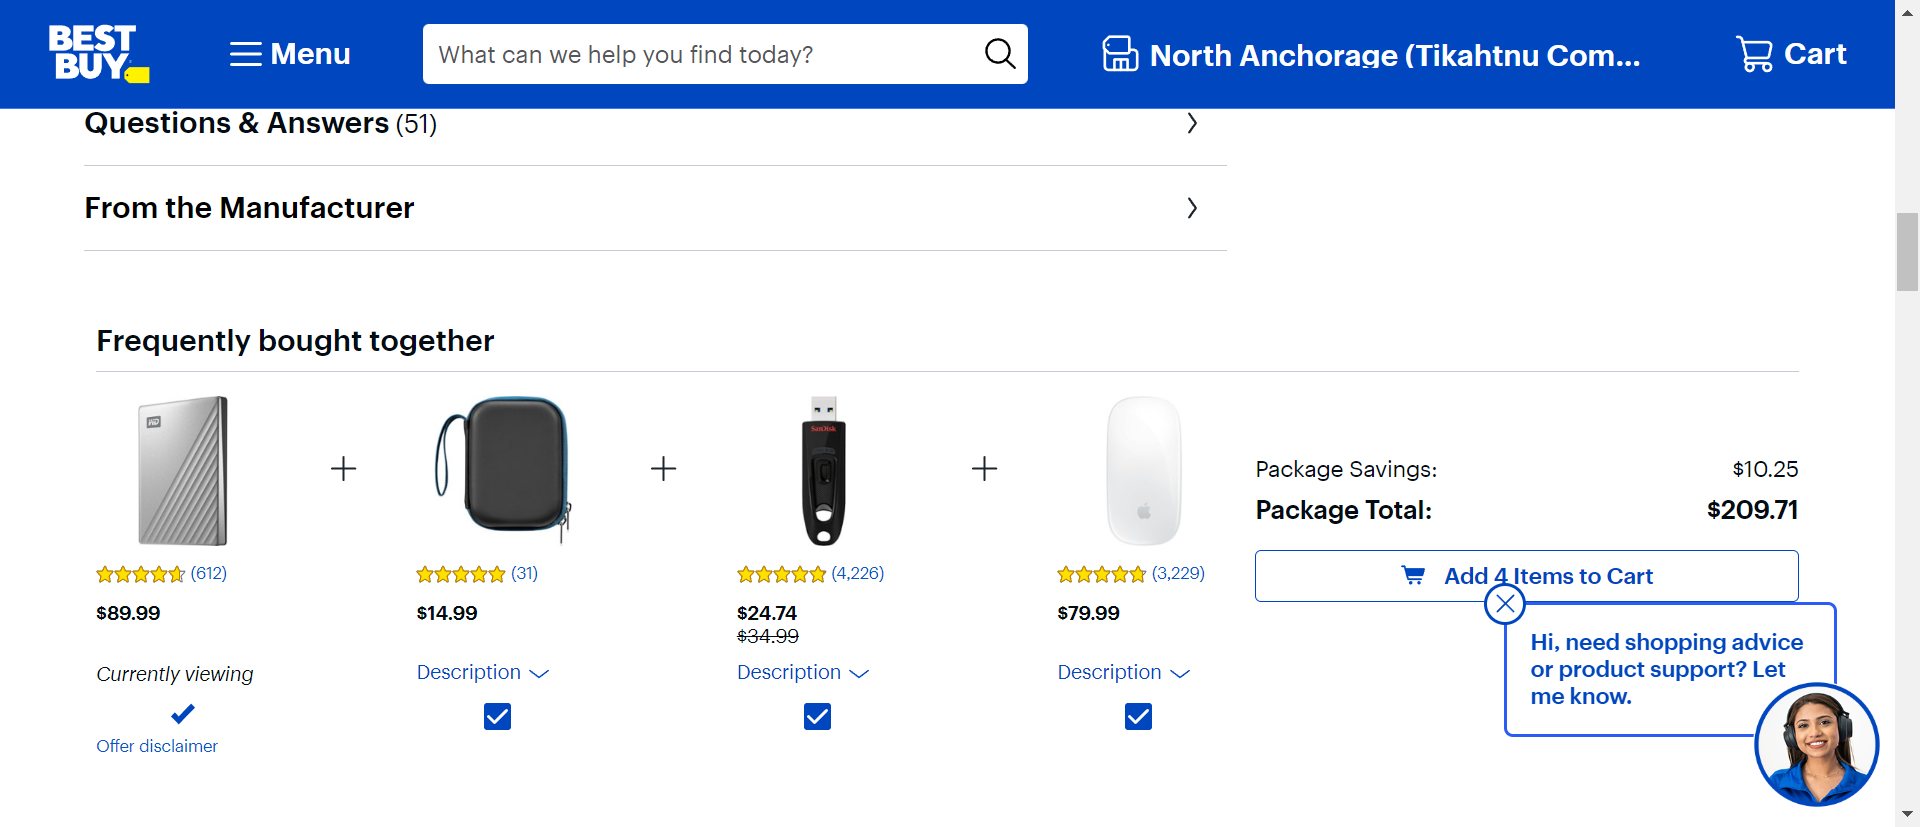 BEST
BUY
Menu
What can we help you find today?
North Anchorage (Tikahtnu Com...
Cart
Questions & Answers (51)
From the Manufacturer
Frequently bought together
WD
SanDisk
(612)
(31)
(4,226)
(3,229)
$89.99
$14.99
$24.74
$34.99
$79.99
Currently viewing
Description
Description
Description
Offer disclaimer
Package Savings: $10.25
Package Total: $209.71
Add 4 Items to Cart
Hi, need shopping advice
or product support? Let
me know.